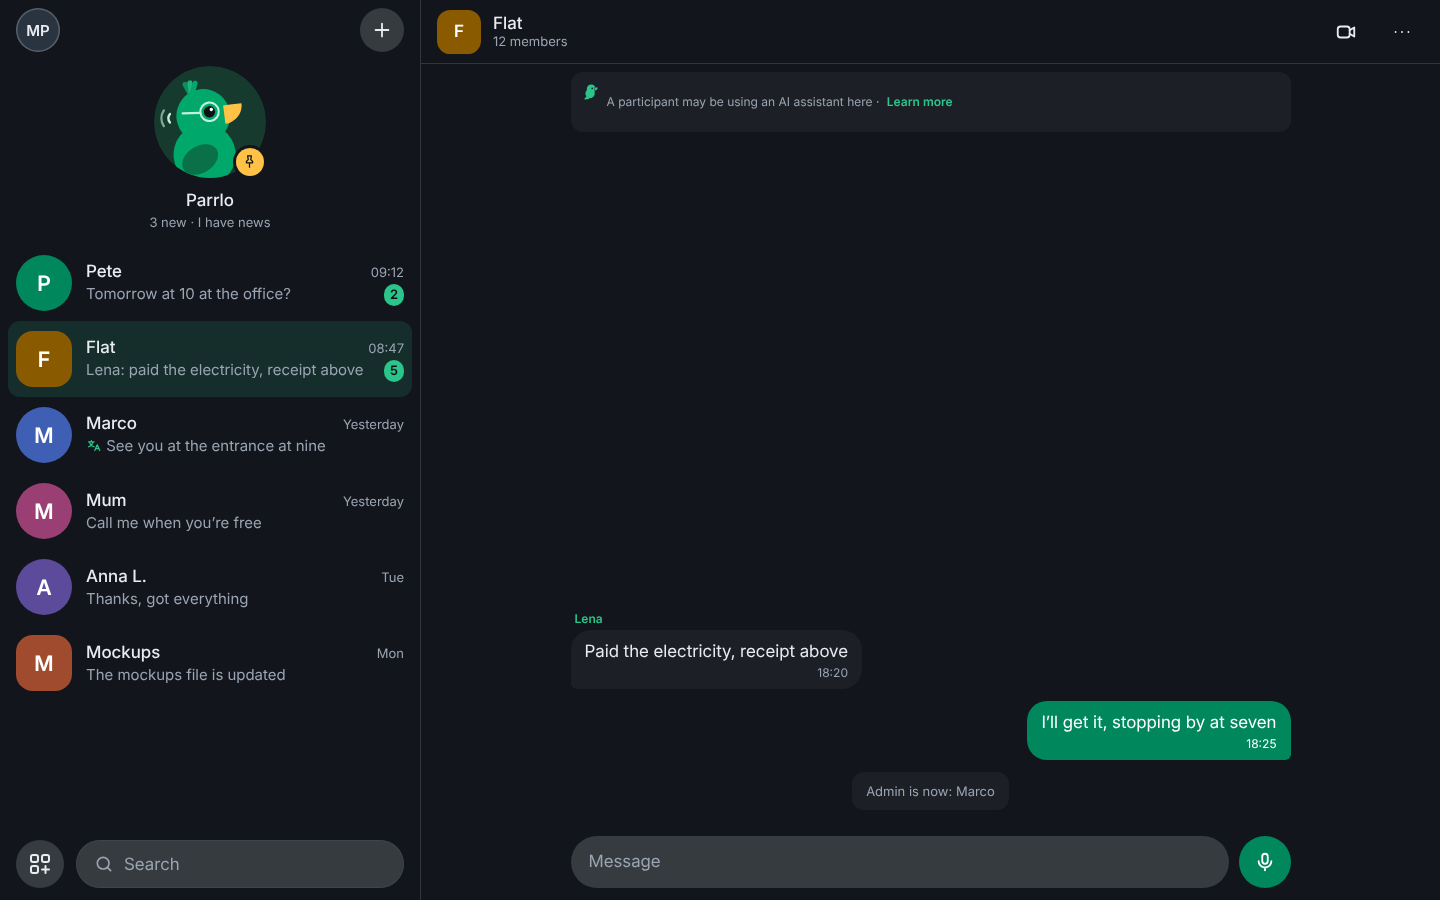 MP
Parrlo
3 new · I have news
P
Pete
09:12
Tomorrow at 10 at the office?
2
F
Flat
08:47
Lena: paid the electricity, receipt above
5
M
Marco
Yesterday
See you at the entrance at nine
M
Mum
Yesterday
Call me when you’re free
A
Anna L.
Tue
Thanks, got everything
M
Mockups
Mon
The mockups file is updated
Search
F
Flat
12 members
A participant may be using an AI assistant here · Learn more
Lena
Paid the electricity, receipt above
18:20
I’ll get it, stopping by at seven
18:25
Admin is now: Marco
Message